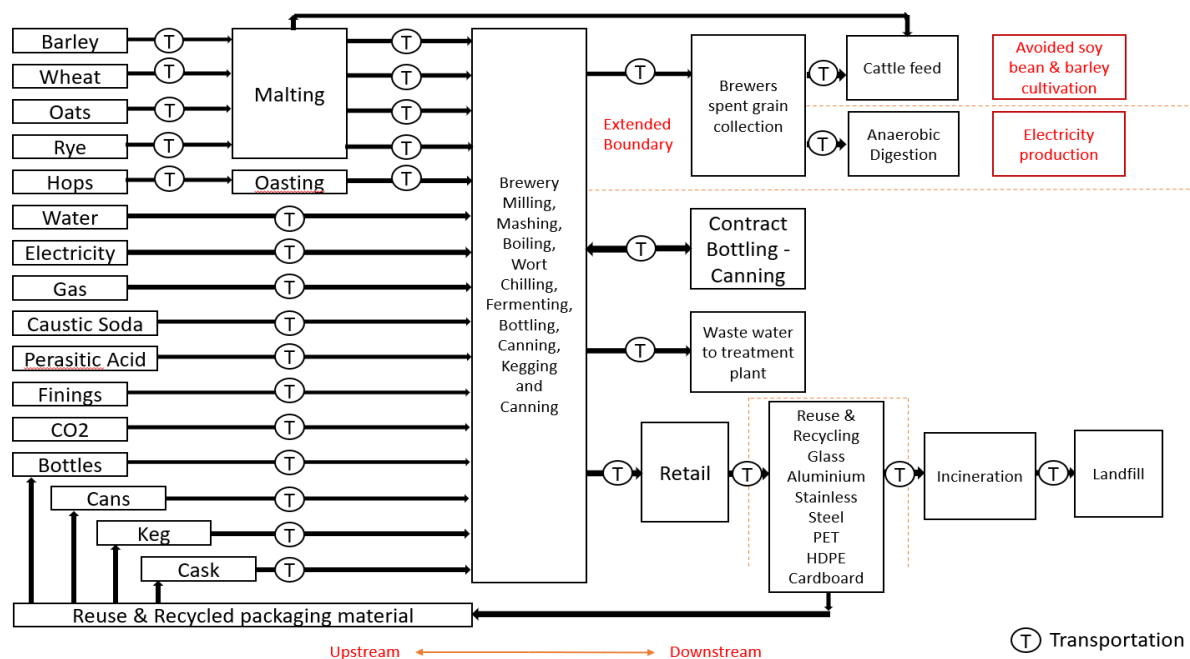 Barley
T
Wheat
T
Oats
T
Rye
T
Hops
T
Malting
Oasting
T
T
T
T
T
Water
T
Electricity
T
Gas
T
Caustic Soda
T
Perasitic Acid
T
Finings
T
CO2
T
Bottles
T
Cans
T
Keg
T
Cask
T
Reuse & Recycled packaging material
Brewery
Milling,
Mashing,
Boiling,
Wort
Chilling,
Fermenting,
Bottling,
Canning,
Kegging
and
Canning
T
Extended
Boundary
Brewers
spent grain
collection
T
Cattle feed
Avoided soy
bean & barley
cultivation
T
Anaerobic
Digestion
Electricity
production
T
Contract
Bottling -
Canning
T
Waste water
to treatment
plant
T
Retail
T
Reuse &
Recycling
Glass
Aluminium
Stainless
Steel
PET
HDPE
Cardboard
T
Incineration
T
Landfill
Upstream
Downstream
T Transportation